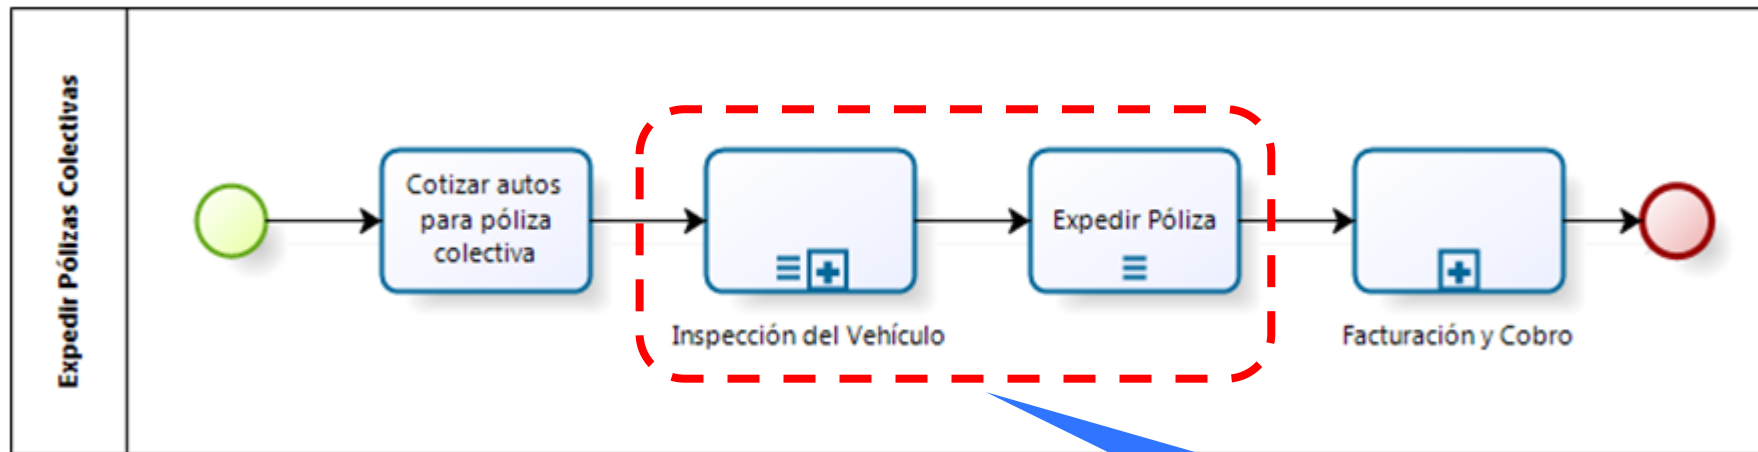 Expedir Pólizas Colectivas
Cotizar autos
para póliza
colectiva
Expedir Póliza
Inspección del Vehículo
Facturación y Cobro